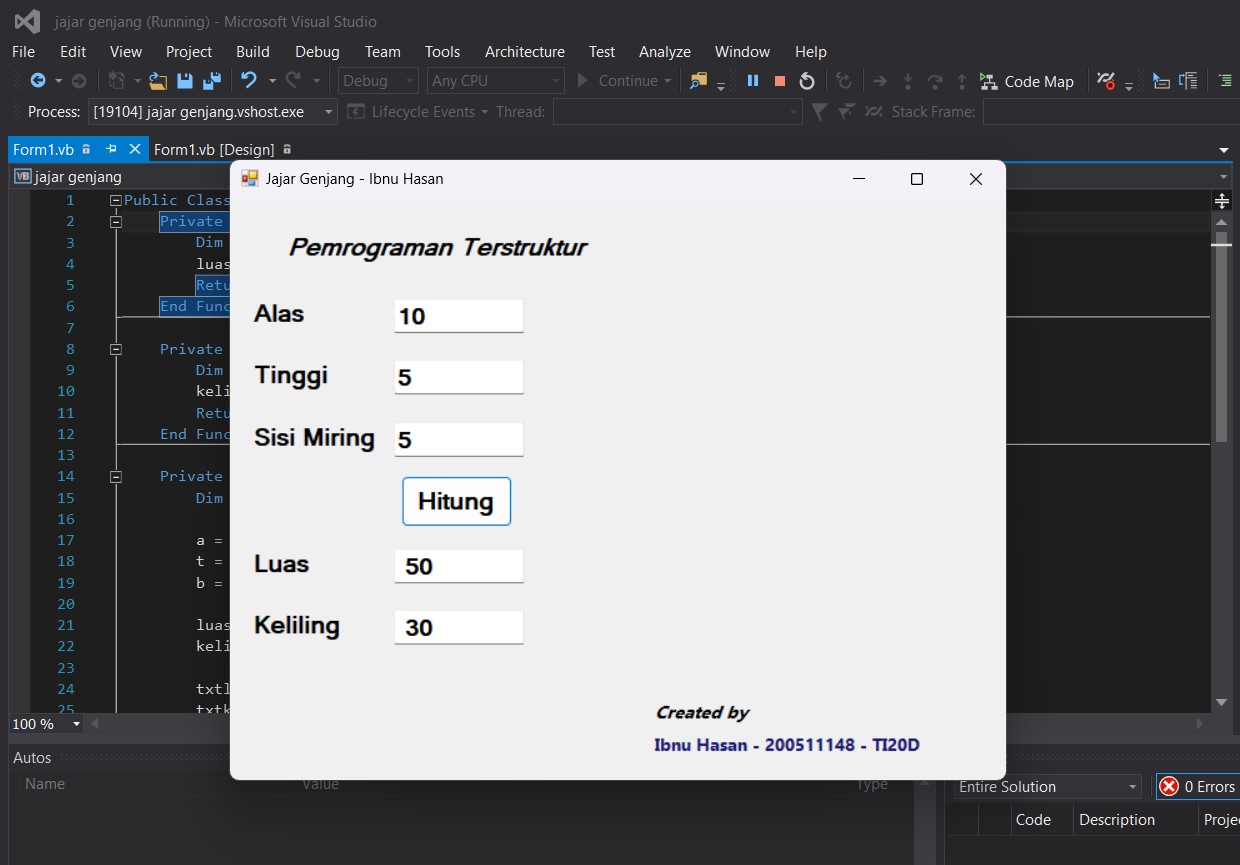 jajar genjang (Running) - Microsoft Visual Studio
File Edit View Project Build Debug Team Tools Architecture Test Analyze Window Help
Debug Any CPU Continue Code Map
Process: [19104] jajar genjang.vshost.exe Lifecycle Events Thread: Stack Frame:
Form1.vb Form1.vb [Design]
VB jajar genjang
Jajar Genjang - Ibnu Hasan
1 Public Clas
2 Private
3 Dim
4 luas
5 Retu
6 End Func
7
8 Private
9 Dim
10 keli
11 Retu
12 End Func
13
14 Private
15 Dim
16
17 a =
18 t =
19 b =
20
21 luas
22 keli
23
24 txtl
25 txtk
Pemrograman Terstruktur
Alas 10
Tinggi 5
Sisi Miring 5
Hitung
Luas 50
Keliling 30
Created by
Ibnu Hasan - 200511148 - TI20D
100 %
Autos
Name Value Type
Entire Solution 0 Errors
Code Description Proje